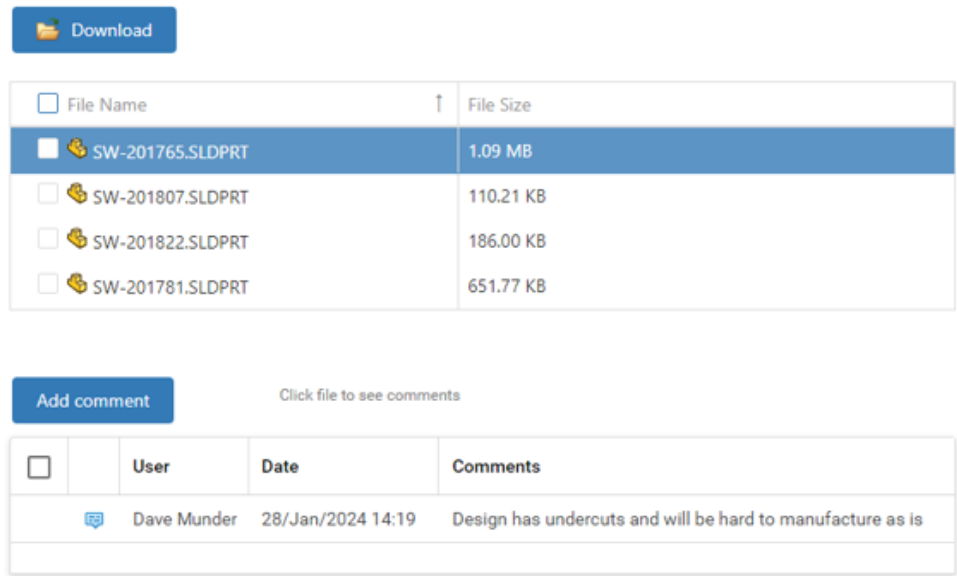 Download
File Name ↑ File Size
SW-201765.SLDPRT 1.09 MB
SW-201807.SLDPRT 110.21 KB
SW-201822.SLDPRT 186.00 KB
SW-201781.SLDPRT 651.77 KB
Add comment Click file to see comments
User Date Comments
Dave Munder 28/Jan/2024 14:19 Design has undercuts and will be hard to manufacture as is